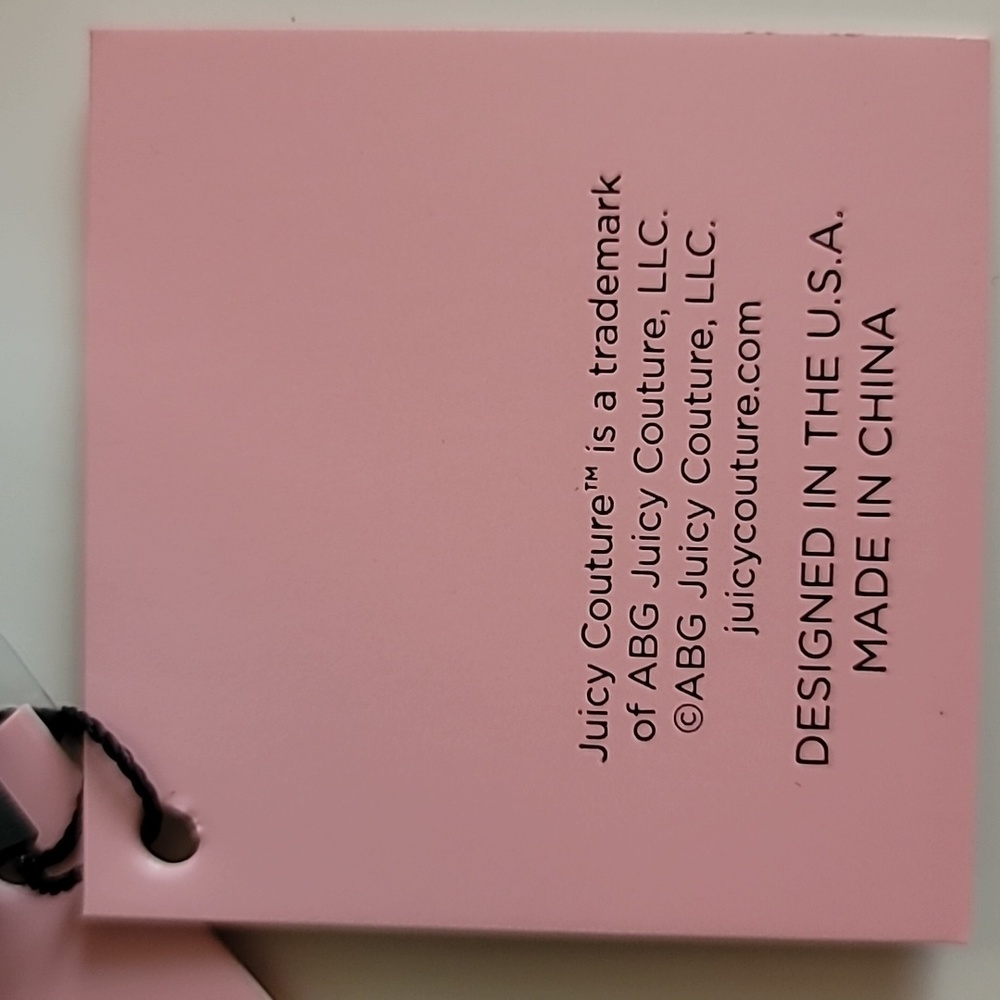 Juicy Couture™ is a trademark
of ABG Juicy Couture, LLC.
©ABG Juicy Couture, LLC.
juicycouture.com
DESIGNED IN THE U.S.A.
MADE IN CHINA